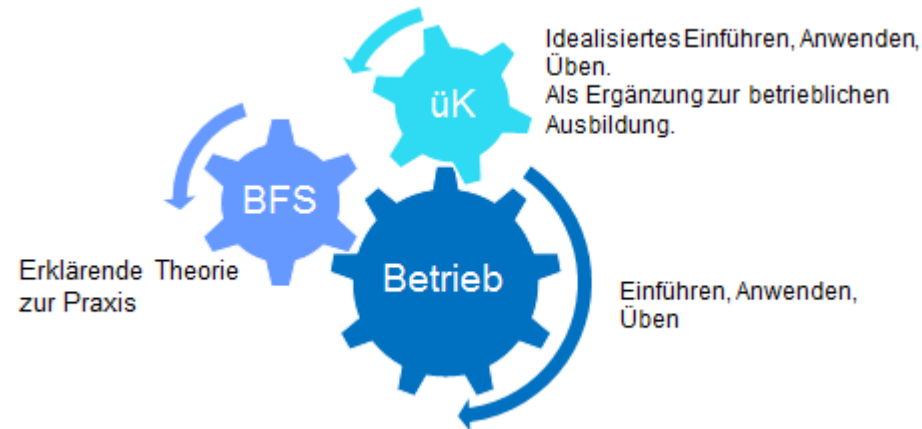 Idealisiertes Einführen, Anwenden,
Üben.
Als Ergänzung zur betrieblichen
Ausbildung.
üK
BFS
Erklärende Theorie
zur Praxis
Betrieb
Einführen, Anwenden,
Üben